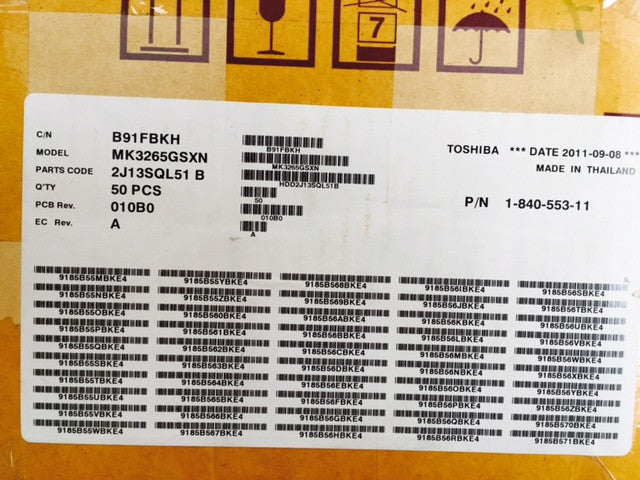 7
C/N B91FBKH B91FBKH
MODEL MK3265GSXN MK3265GSXN
PARTS CODE 2J13SQL51 B HDD2J13SQL51B
Q'TY 50 PCS 50
PCB Rev. 010B0 010B0
EC Rev. A A
TOSHIBA *** DATE 2011-09-08 ***
MADE IN THAILAND
P/N 1-840-553-11
9185B55MBKE4 9185B55YBKE4 9185B568BKE4 9185B56IBKE4 9185B56SBKE4
9185B55NBKE4 9185B55ZBKE4 9185B569BKE4 9185B56JBKE4 9185B56TBKE4
9185B55OBKE4 9185B560BKE4 9185B56ABKE4 9185B56KBKE4 9185B56UBKE4
9185B55PBKE4 9185B561BKE4 9185B56BBKE4 9185B56LBKE4 9185B56VBKE4
9185B55QBKE4 9185B562BKE4 9185B56CBKE4 9185B56MBKE4 9185B56WBKE4
9185B55SBKE4 9185B563BKE4 9185B56DBKE4 9185B56NBKE4 9185B56XBKE4
9185B55TBKE4 9185B564BKE4 9185B56EBKE4 9185B56OBKE4 9185B56YBKE4
9185B55UBKE4 9185B565BKE4 9185B56FBKE4 9185B56PBKE4 9185B56ZBKE4
9185B55VBKE4 9185B566BKE4 9185B56GBKE4 9185B56QBKE4 9185B570BKE4
9185B55WBKE4 9185B567BKE4 9185B56HBKE4 9185B56RBKE4 9185B571BKE4